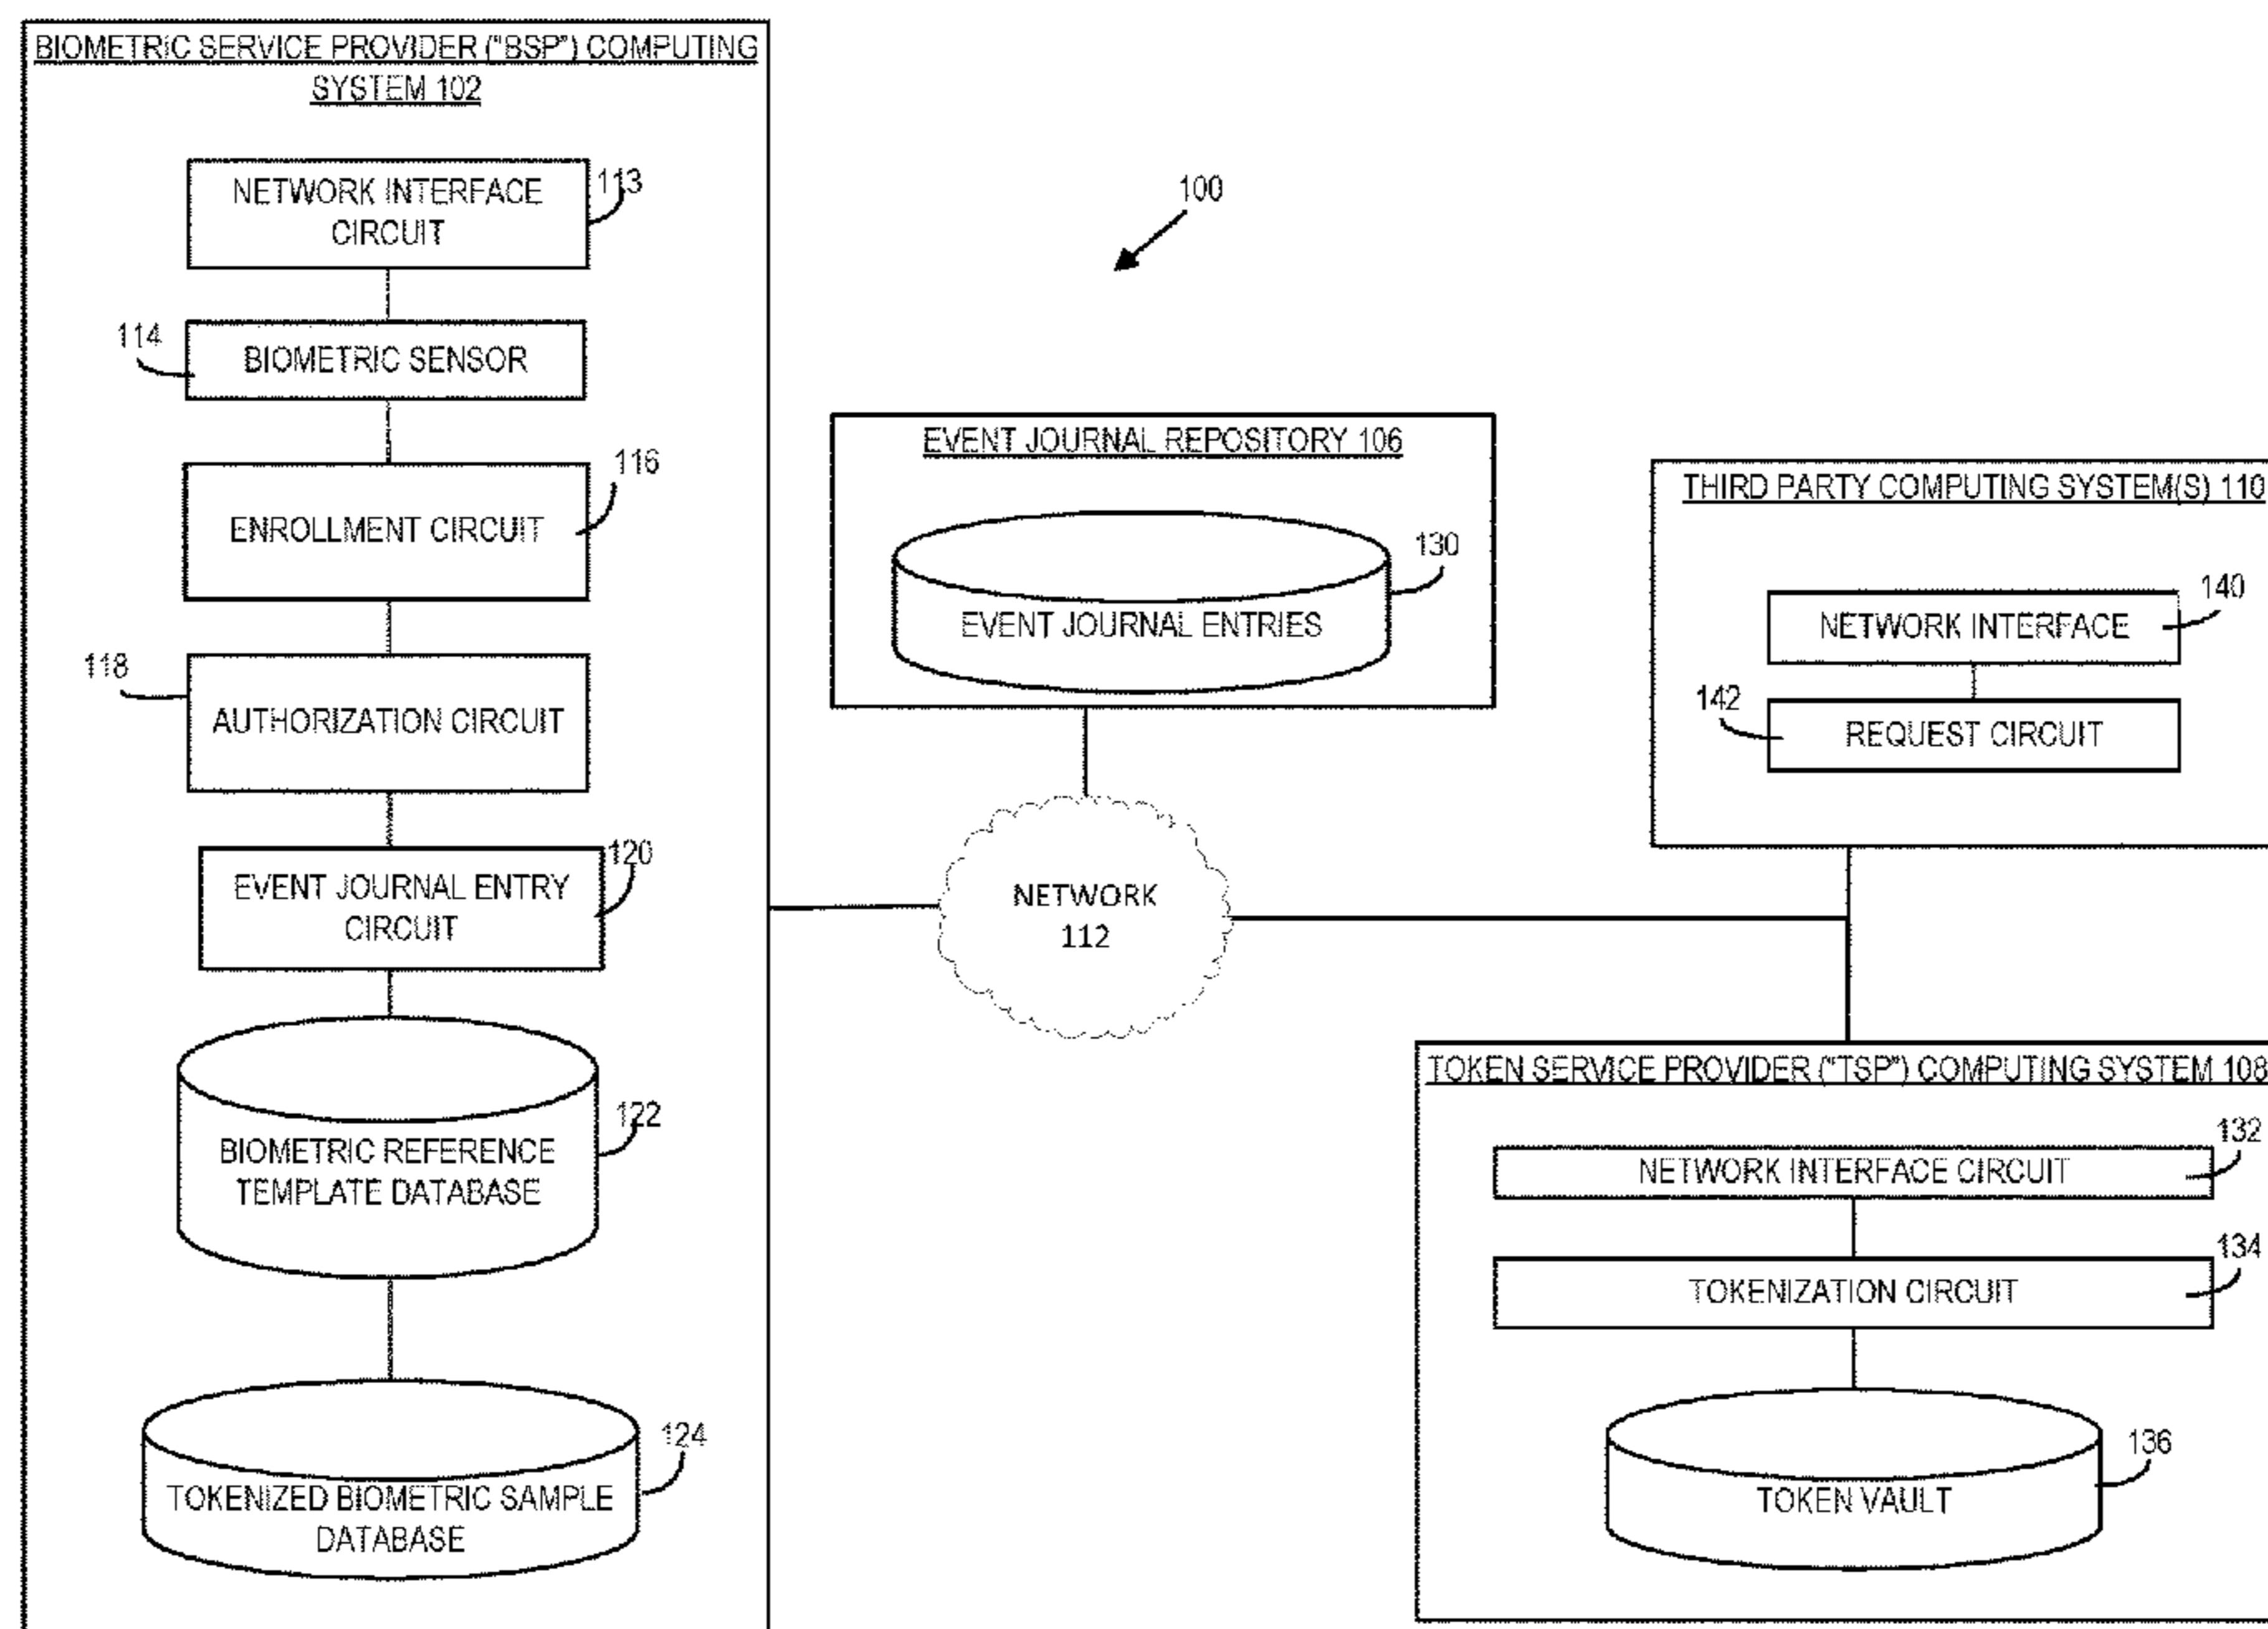 BIOMETRIC SERVICE PROVIDER ("BSP") COMPUTING
SYSTEM 102
NETWORK INTERFACE
CIRCUIT
113
114
BIOMETRIC SENSOR
116
ENROLLMENT CIRCUIT
118
AUTHORIZATION CIRCUIT
120
EVENT JOURNAL ENTRY
CIRCUIT
122
BIOMETRIC REFERENCE
TEMPLATE DATABASE
124
TOKENIZED BIOMETRIC SAMPLE
DATABASE
100
EVENT JOURNAL REPOSITORY 106
130
EVENT JOURNAL ENTRIES
NETWORK
112
THIRD PARTY COMPUTING SYSTEM(S) 110
140
NETWORK INTERFACE
142
REQUEST CIRCUIT
TOKEN SERVICE PROVIDER ("TSP") COMPUTING SYSTEM 108
132
NETWORK INTERFACE CIRCUIT
134
TOKENIZATION CIRCUIT
136
TOKEN VAULT